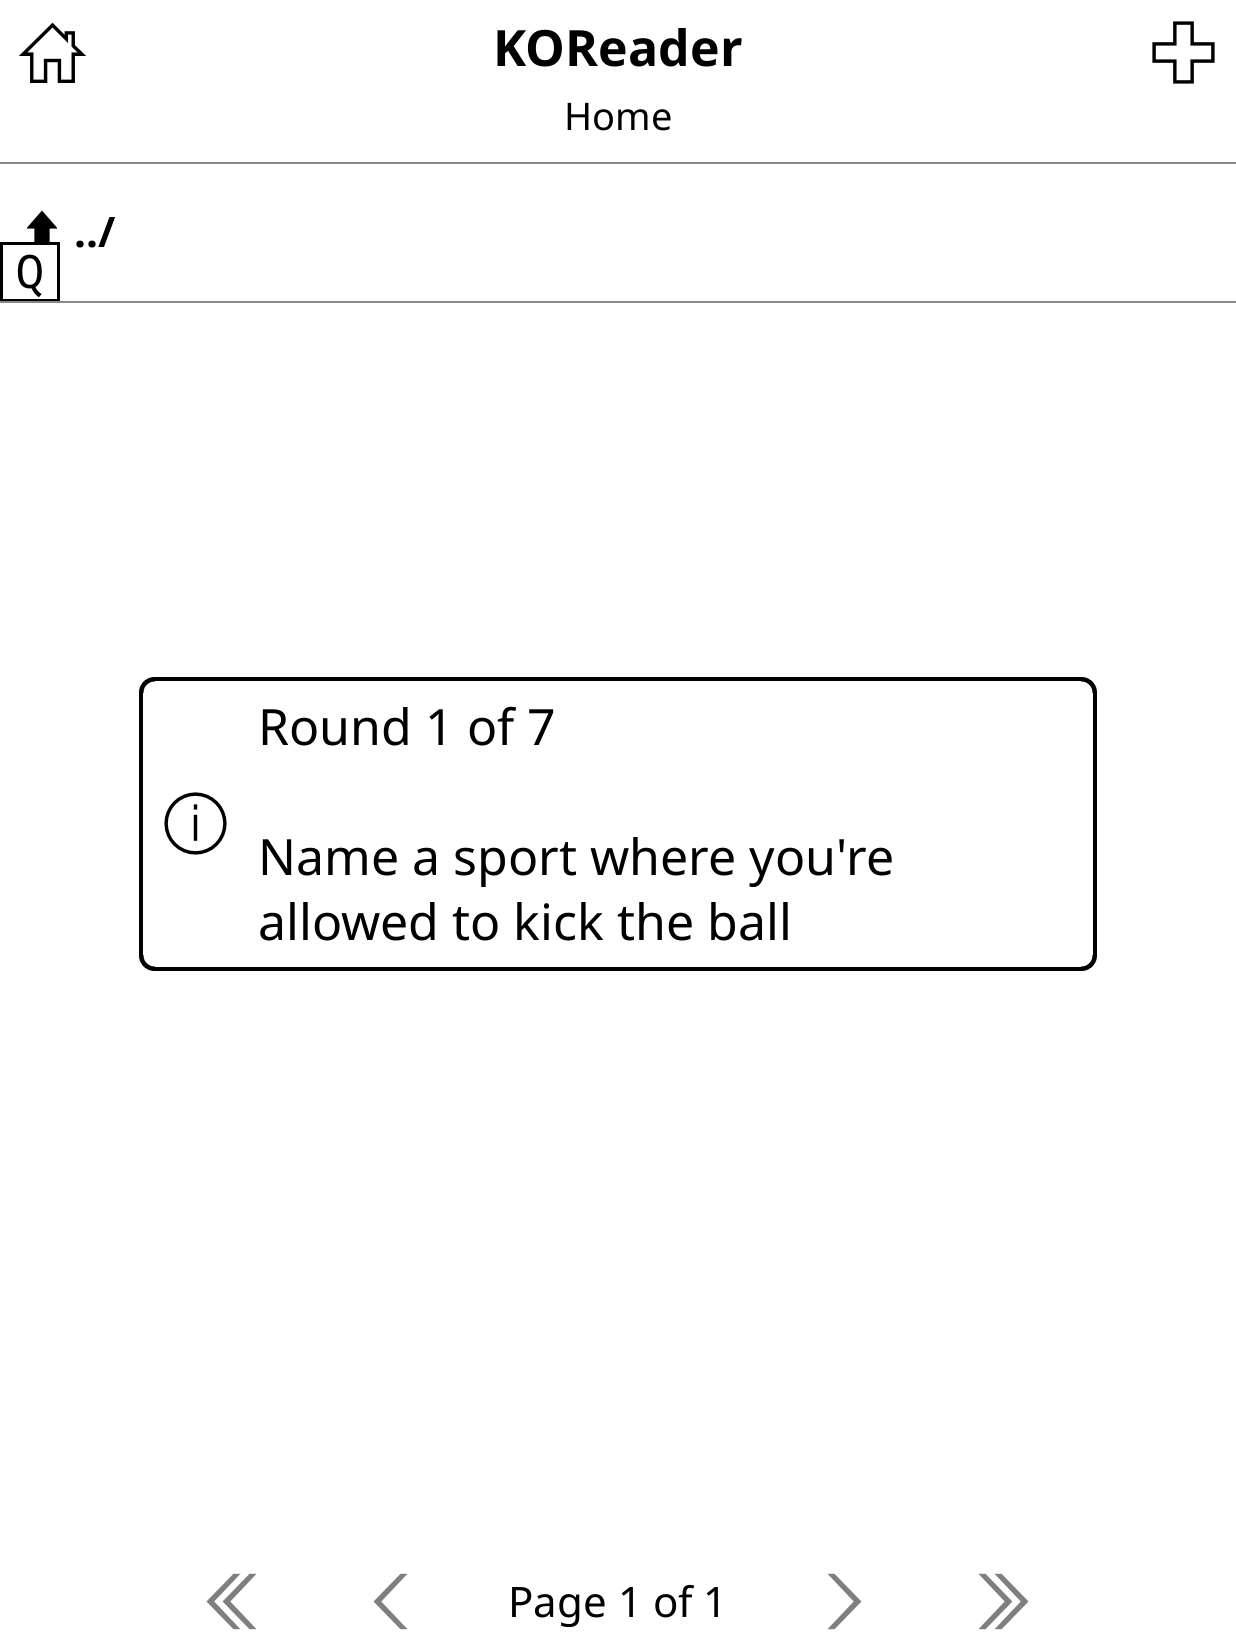 KOReader
Home
../
Q
Round 1 of 7
Name a sport where you're
allowed to kick the ball
Page 1 of 1